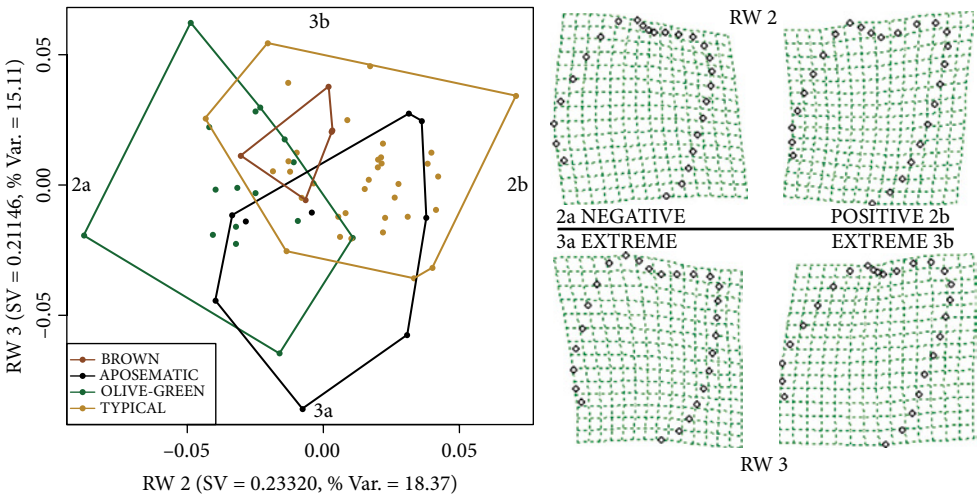 3b
0.05
0.00
−0.05
RW 3 (SV = 0.21146, % Var. = 15.11)
2a
2b
BROWN
APOSEMATIC
OLIVE-GREEN
TYPICAL
3a
−0.05
0.00
0.05
RW 2 (SV = 0.23320, % Var. = 18.37)
RW 2
2a NEGATIVE
POSITIVE 2b
3a EXTREME
EXTREME 3b
RW 3